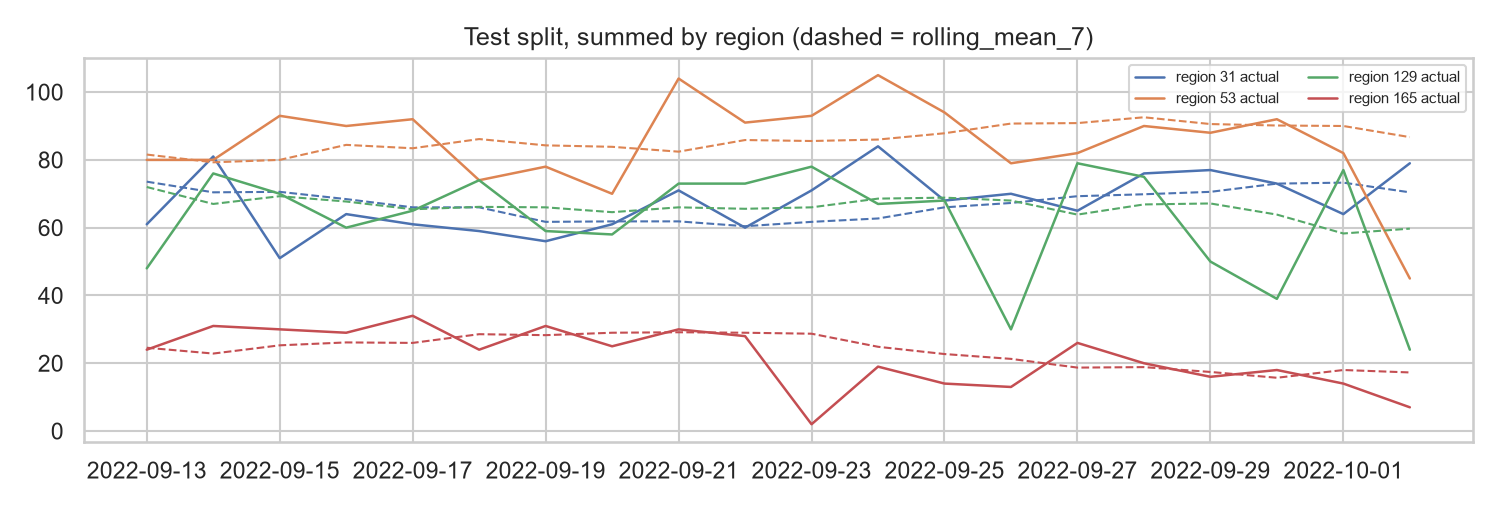 Test split, summed by region (dashed = rolling_mean_7)
region 31 actual
region 53 actual
region 129 actual
region 165 actual
100
80
60
40
20
0
2022-09-13 2022-09-15 2022-09-17 2022-09-19 2022-09-21 2022-09-23 2022-09-25 2022-09-27 2022-09-29 2022-10-01